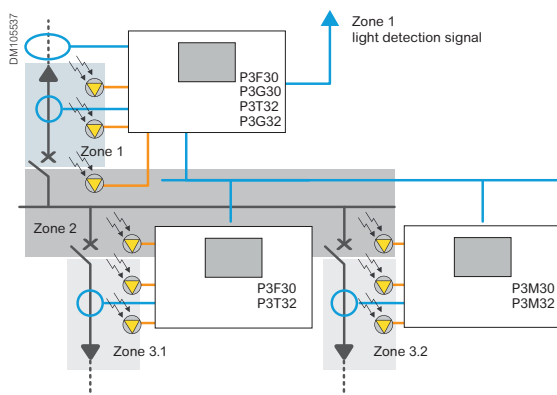 DM105537
Zone 1
light detection signal
P3F30
P3G30
P3T32
P3G32
Zone 1
Zone 2
P3F30
P3T32
P3M30
P3M32
Zone 3.1
Zone 3.2